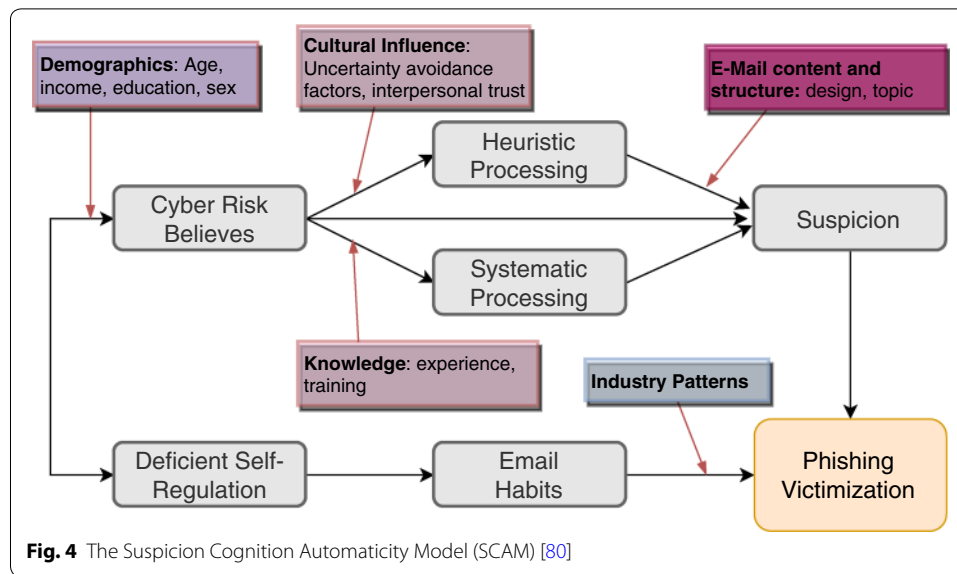 Demographics: Age,
income, education, sex
Cultural Influence:
Uncertainty avoidance
factors, interpersonal trust
E-Mail content and
structure: design, topic
Heuristic
Processing
Cyber Risk
Believes
Suspicion
Systematic
Processing
Knowledge: experience,
training
Industry Patterns
Deficient Self-
Regulation
Email
Habits
Phishing
Victimization
Fig. 4 The Suspicion Cognition Automaticity Model (SCAM) [80]